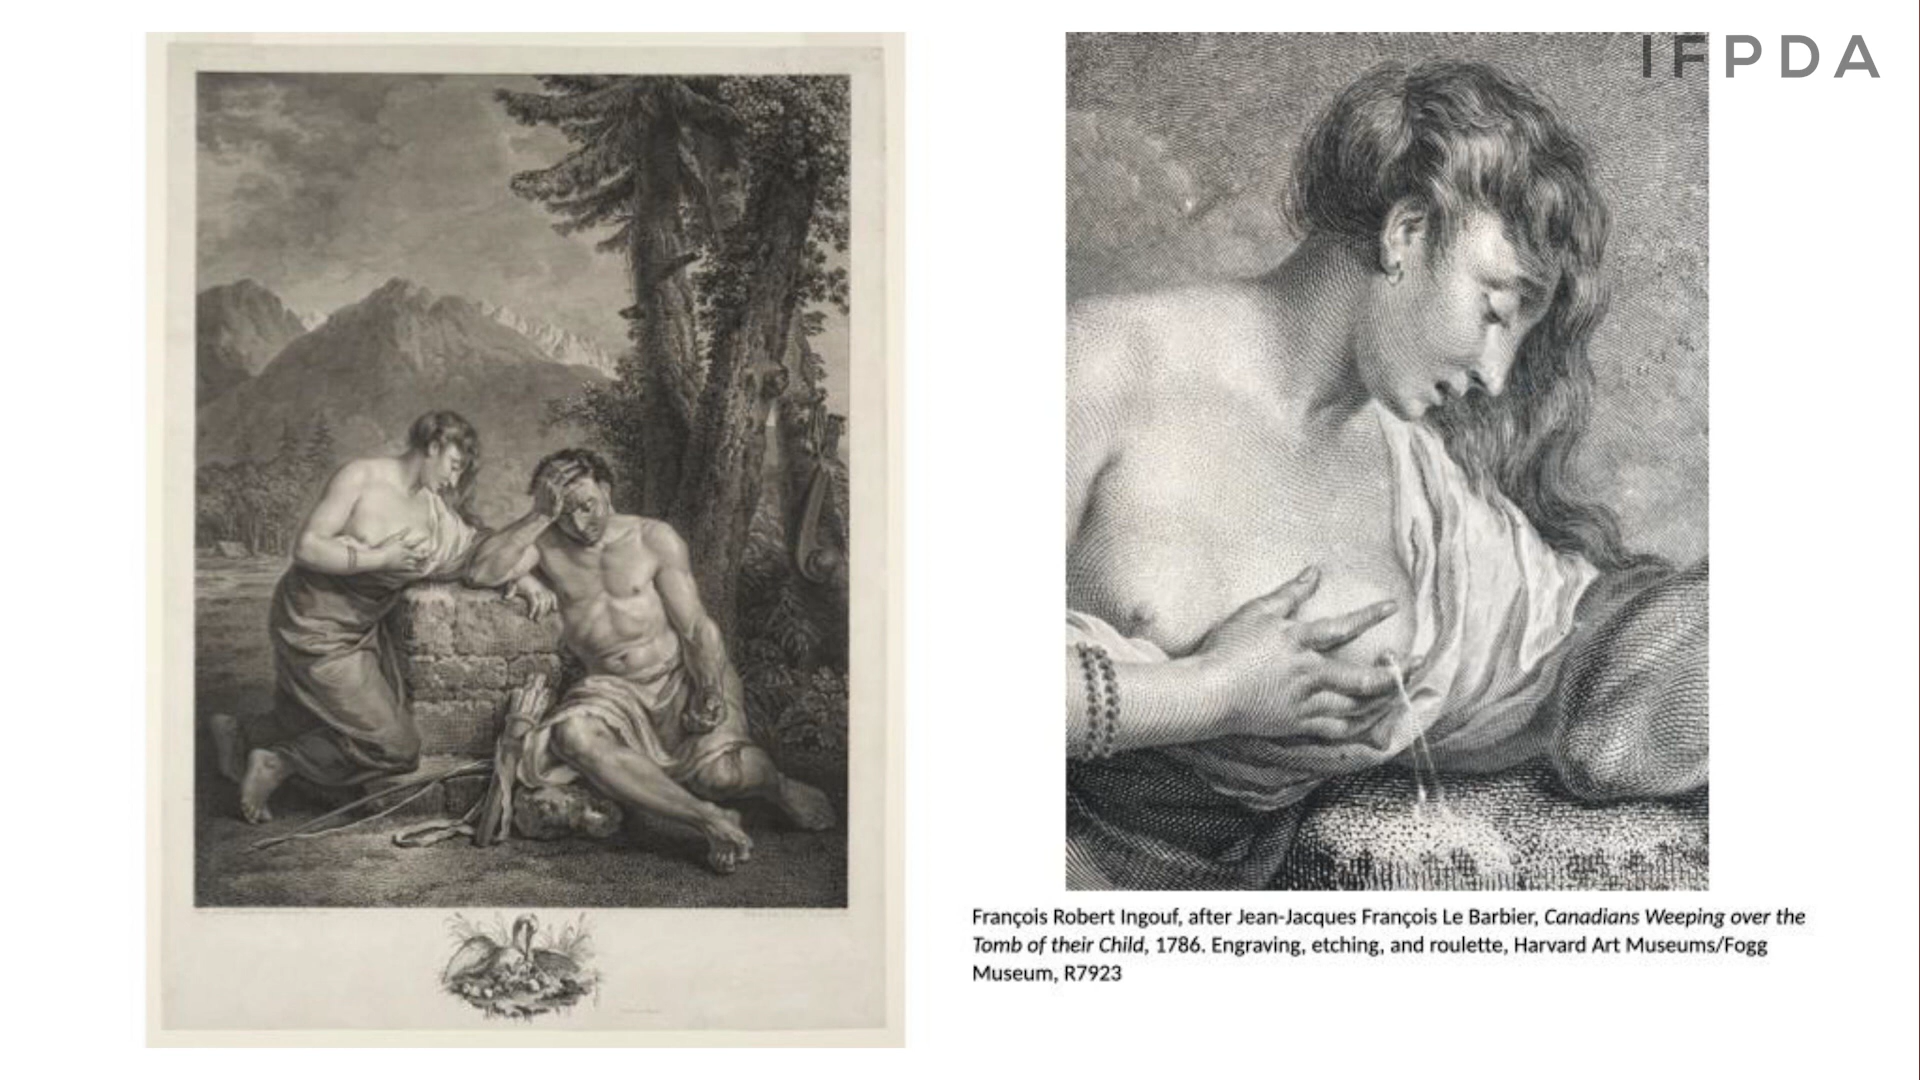 IFPDA
François Robert Ingouf, after Jean-Jacques François Le Barbier, Canadians Weeping over the
Tomb of their Child, 1786. Engraving, etching, and roulette, Harvard Art Museums/Fogg
Museum, R7923